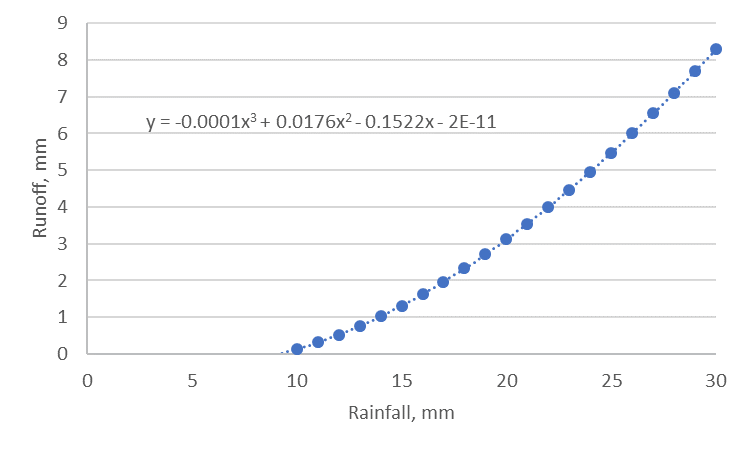 9
8
7
y = -0.0001x³ + 0.0176x² - 0.1522x - 2E-11
6
5
4
3
2
1
0
Runoff, mm
0 5 10 15 20 25 30
Rainfall, mm